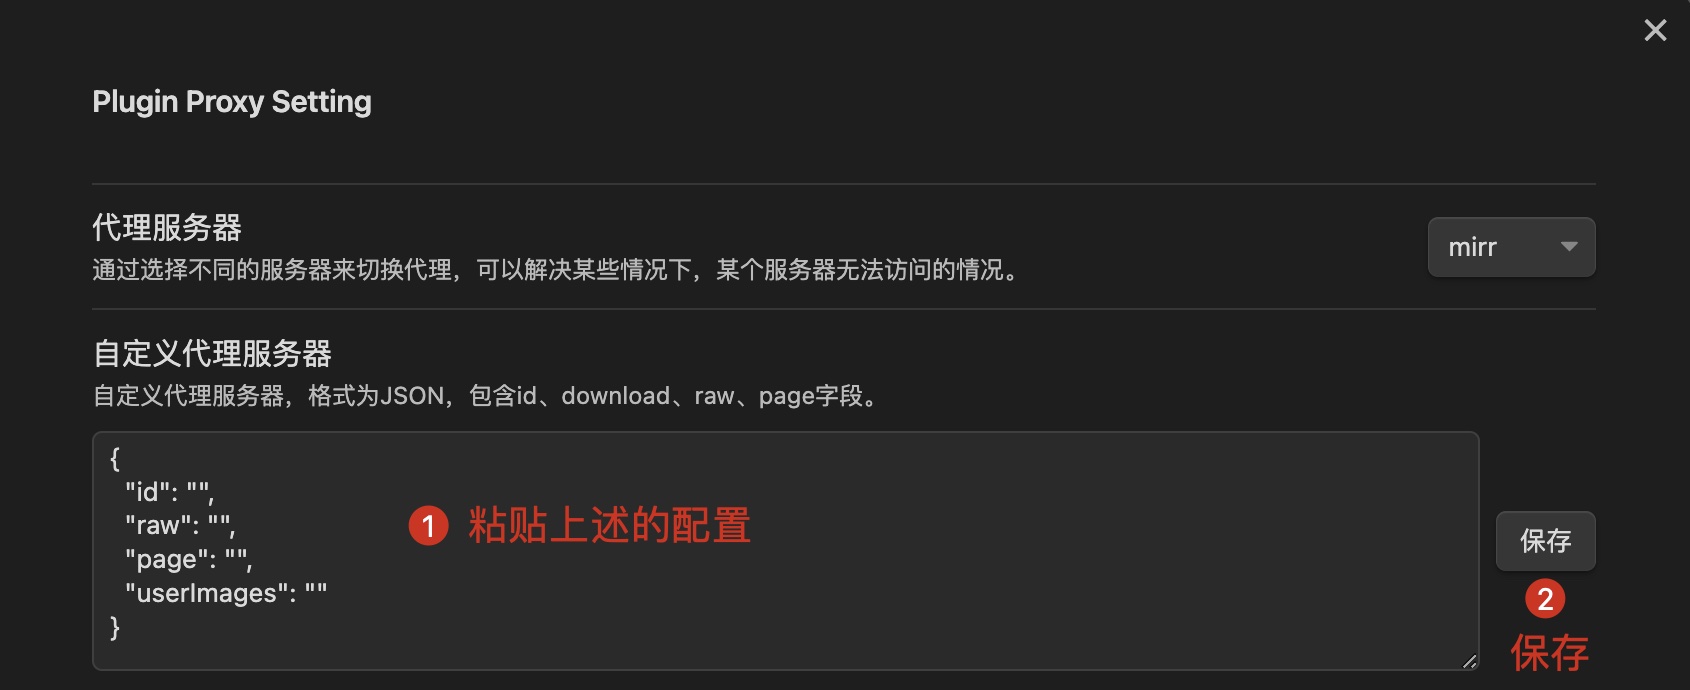 Plugin Proxy Setting
代理服务器
通过选择不同的服务器来切换代理，可以解决某些情况下，某个服务器无法访问的情况。
mirr
自定义代理服务器
自定义代理服务器，格式为JSON，包含id、download、raw、page字段。
{
"id": "",
"raw": "",
"page": "",
"userImages": ""
}
1 粘贴上述的配置
保存
2
保存